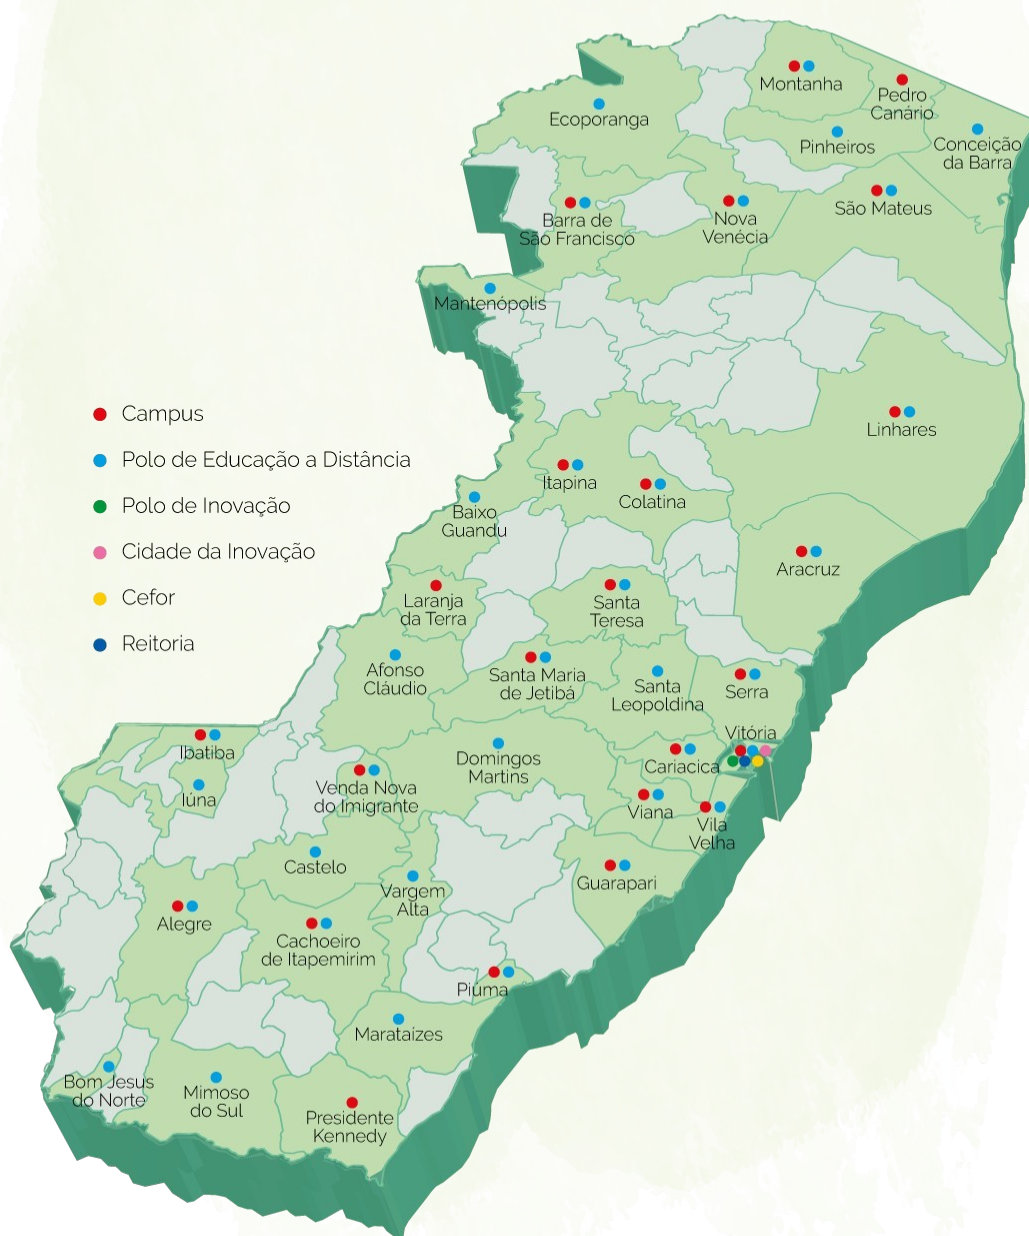 Montanha
Pedro
Canário
Ecoporanga
Pinheiros
Conceição
da Barra
São Mateus
Barra de
São Francisco
Nova
Venécia
Mantenópolis
Campus
Polo de Educação a Distância
Polo de Inovação
Cidade da Inovação
Cefor
Reitoria
Linhares
Itapina
Colatina
Baixo
Guandu
Aracruz
Laranja
da Terra
Santa
Teresa
Afonso
Cláudio
Santa Maria
de Jetibá
Santa
Leopoldina
Serra
Vitória
Ibatiba
Domingos
Martins
Cariacica
Iúna
Venda Nova
do Imigrante
Viana
Vila
Velha
Castelo
Vargem
Alta
Guarapari
Alegre
Cachoeiro
de Itapemirim
Piúma
Marataízes
Bom Jesus
do Norte
Mimoso
do Sul
Presidente
Kennedy